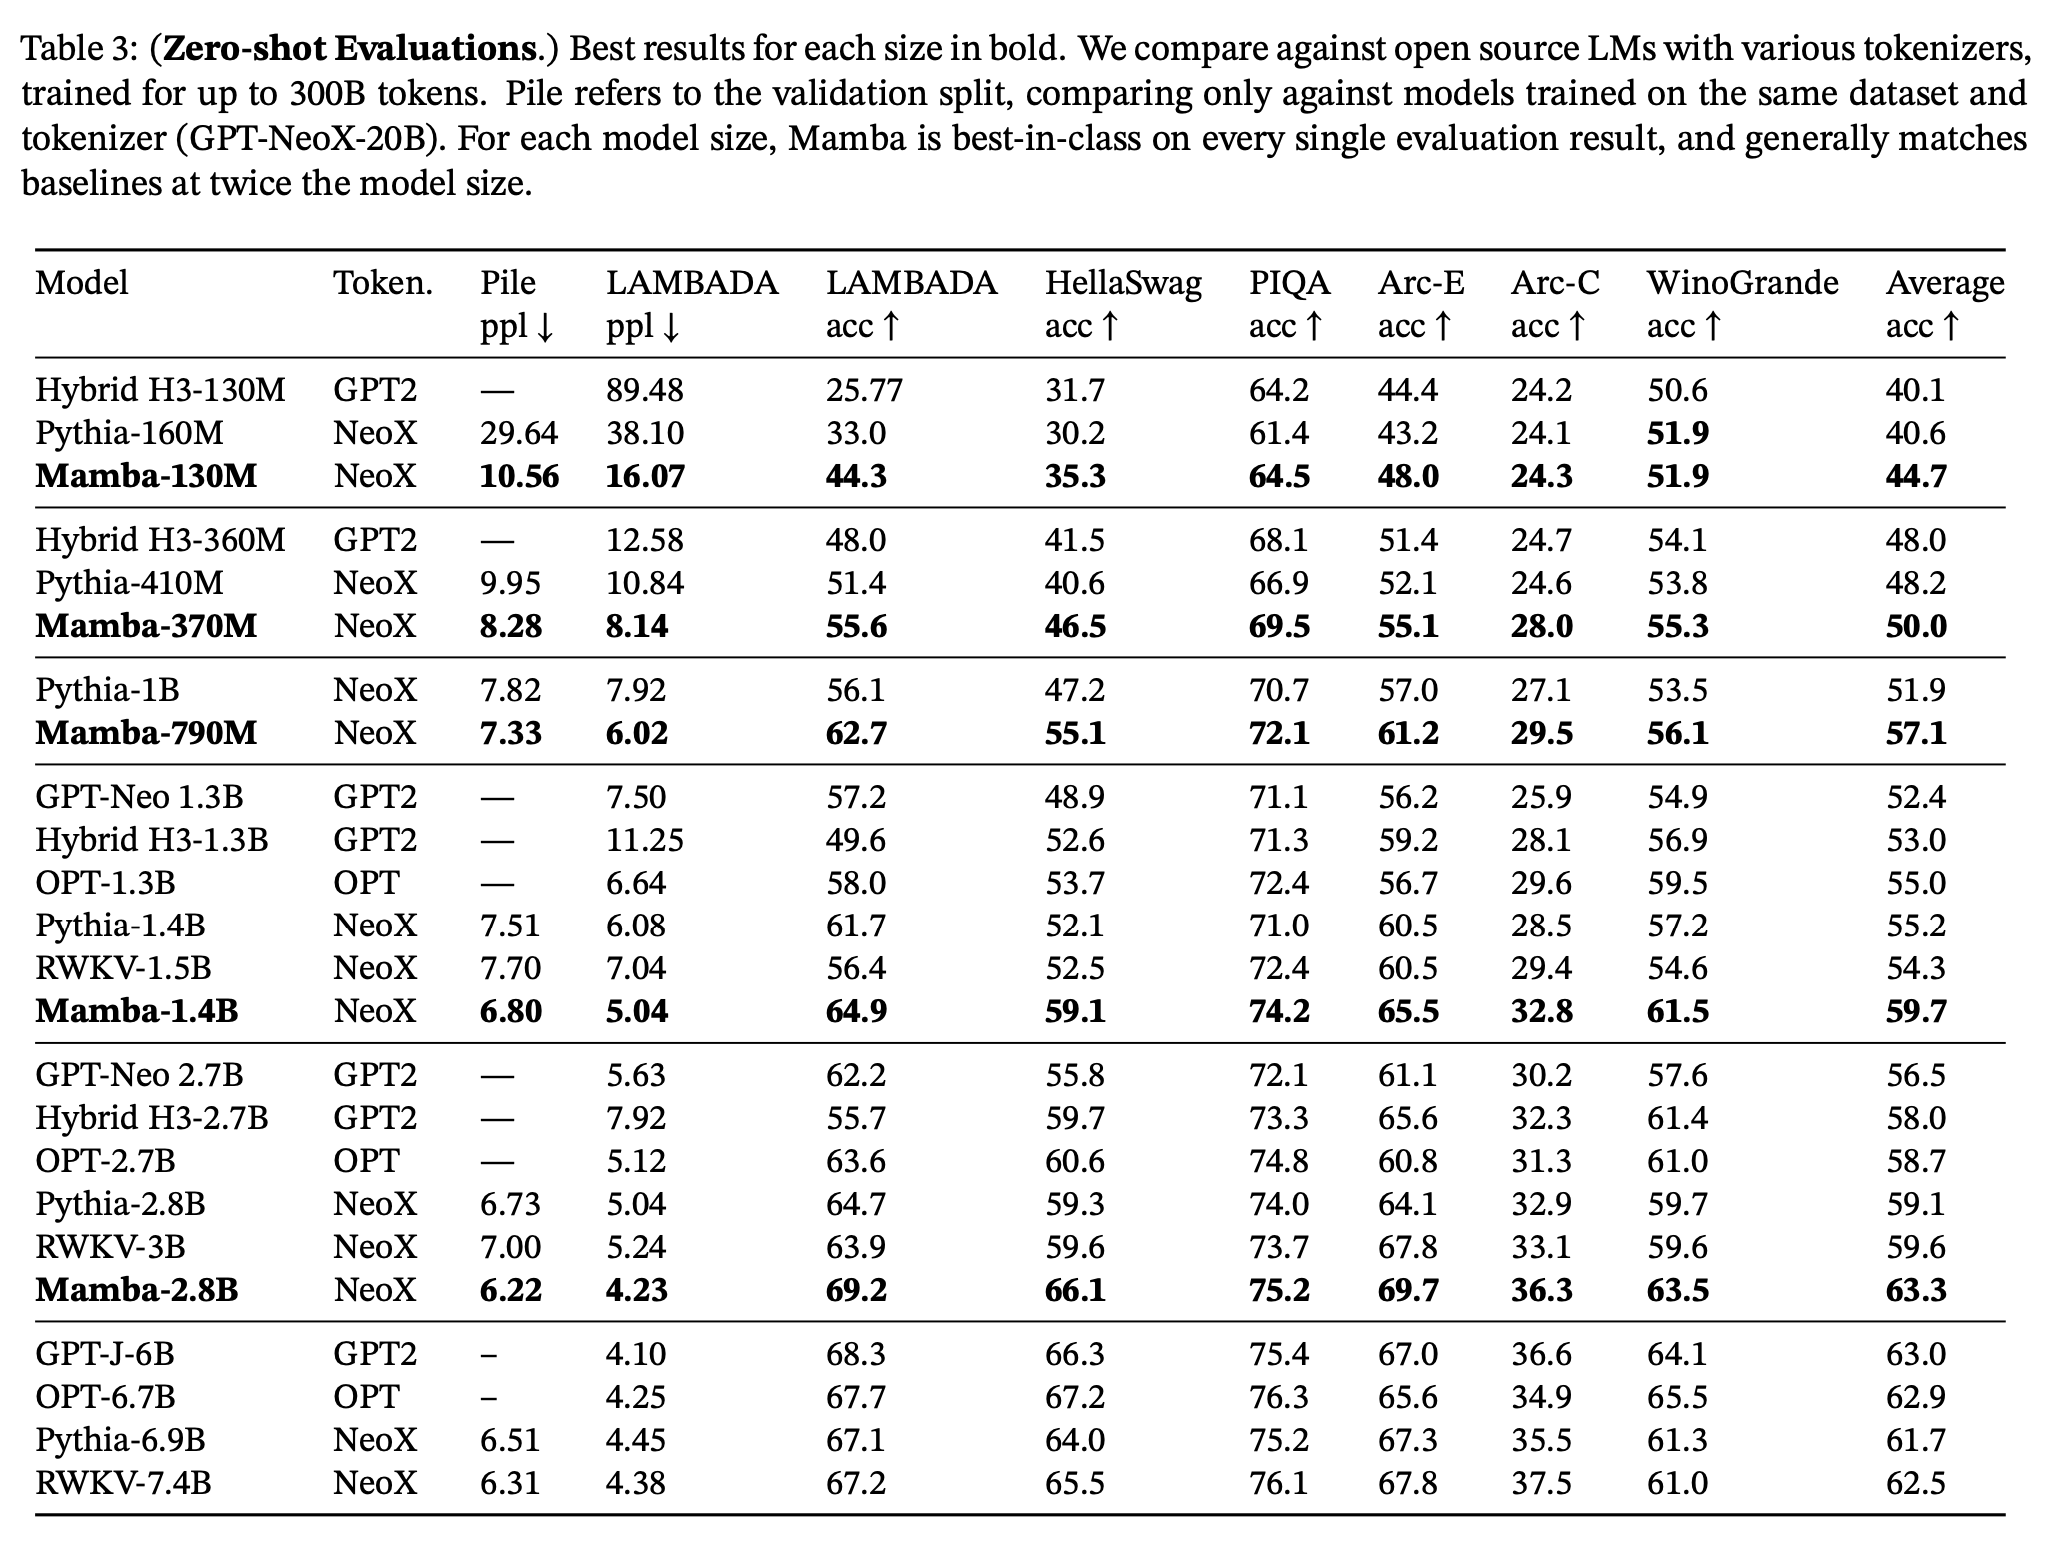 Table 3: (Zero-shot Evaluations.) Best results for each size in bold. We compare against open source LMs with various tokenizers,
trained for up to 300B tokens. Pile refers to the validation split, comparing only against models trained on the same dataset and
tokenizer (GPT-NeoX-20B). For each model size, Mamba is best-in-class on every single evaluation result, and generally matches
baselines at twice the model size.
Model Token. Pile LAMBADA LAMBADA HellaSwag PIQA Arc-E Arc-C WinoGrande Average
ppl ↓ ppl ↓ acc ↑ acc ↑ acc ↑ acc ↑ acc ↑ acc ↑ acc ↑
Hybrid H3-130M GPT2 — 89.48 25.77 31.7 64.2 44.4 24.2 50.6 40.1
Pythia-160M NeoX 29.64 38.10 33.0 30.2 61.4 43.2 24.1 51.9 40.6
Mamba-130M NeoX 10.56 16.07 44.3 35.3 64.5 48.0 24.3 51.9 44.7
Hybrid H3-360M GPT2 — 12.58 48.0 41.5 68.1 51.4 24.7 54.1 48.0
Pythia-410M NeoX 9.95 10.84 51.4 40.6 66.9 52.1 24.6 53.8 48.2
Mamba-370M NeoX 8.28 8.14 55.6 46.5 69.5 55.1 28.0 55.3 50.0
Pythia-1B NeoX 7.82 7.92 56.1 47.2 70.7 57.0 27.1 53.5 51.9
Mamba-790M NeoX 7.33 6.02 62.7 55.1 72.1 61.2 29.5 56.1 57.1
GPT-Neo 1.3B GPT2 — 7.50 57.2 48.9 71.1 56.2 25.9 54.9 52.4
Hybrid H3-1.3B GPT2 — 11.25 49.6 52.6 71.3 59.2 28.1 56.9 53.0
OPT-1.3B OPT — 6.64 58.0 53.7 72.4 56.7 29.6 59.5 55.0
Pythia-1.4B NeoX 7.51 6.08 61.7 52.1 71.0 60.5 28.5 57.2 55.2
RWKV-1.5B NeoX 7.70 7.04 56.4 52.5 72.4 60.5 29.4 54.6 54.3
Mamba-1.4B NeoX 6.80 5.04 64.9 59.1 74.2 65.5 32.8 61.5 59.7
GPT-Neo 2.7B GPT2 — 5.63 62.2 55.8 72.1 61.1 30.2 57.6 56.5
Hybrid H3-2.7B GPT2 — 7.92 55.7 59.7 73.3 65.6 32.3 61.4 58.0
OPT-2.7B OPT — 5.12 63.6 60.6 74.8 60.8 31.3 61.0 58.7
Pythia-2.8B NeoX 6.73 5.04 64.7 59.3 74.0 64.1 32.9 59.7 59.1
RWKV-3B NeoX 7.00 5.24 63.9 59.6 73.7 67.8 33.1 59.6 59.6
Mamba-2.8B NeoX 6.22 4.23 69.2 66.1 75.2 69.7 36.3 63.5 63.3
GPT-J-6B GPT2 – 4.10 68.3 66.3 75.4 67.0 36.6 64.1 63.0
OPT-6.7B OPT – 4.25 67.7 67.2 76.3 65.6 34.9 65.5 62.9
Pythia-6.9B NeoX 6.51 4.45 67.1 64.0 75.2 67.3 35.5 61.3 61.7
RWKV-7.4B NeoX 6.31 4.38 67.2 65.5 76.1 67.8 37.5 61.0 62.5